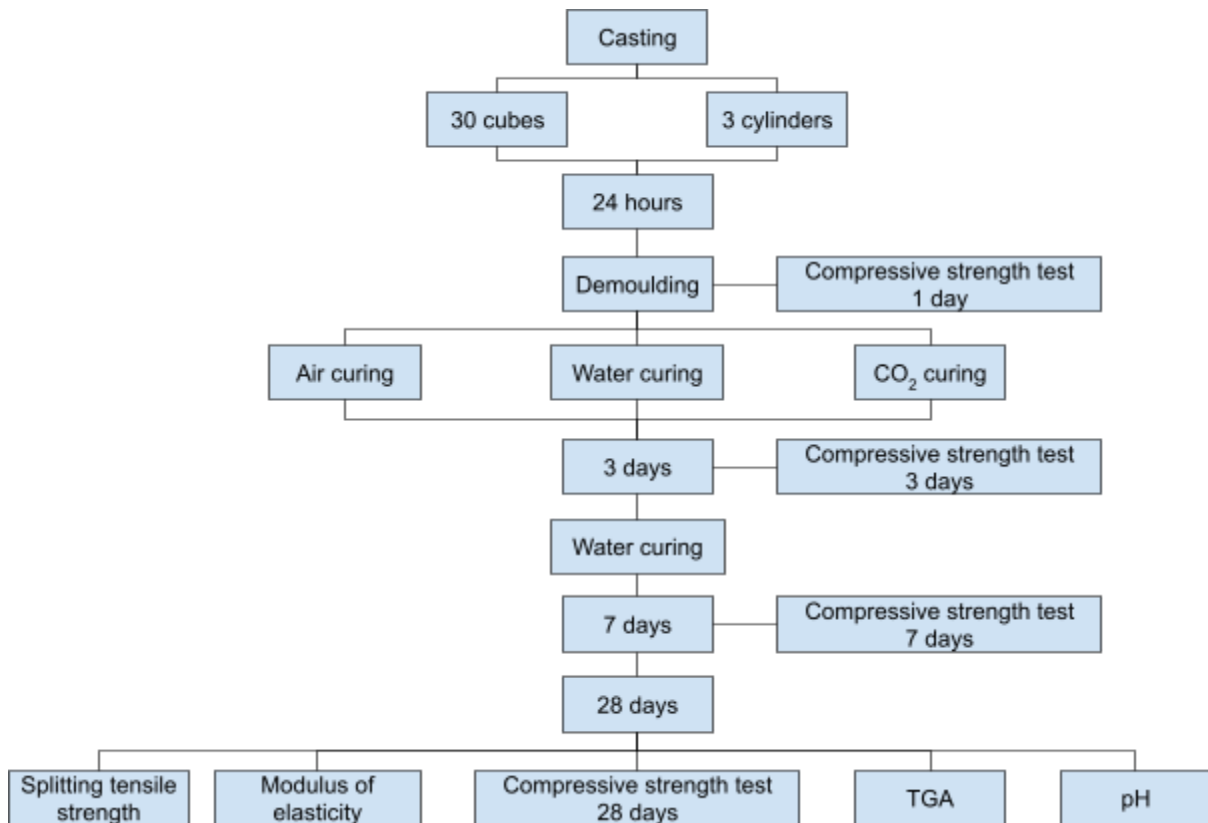 Casting
30 cubes
3 cylinders
24 hours
Demoulding
Compressive strength test
1 day
Air curing
Water curing
CO₂ curing
3 days
Compressive strength test
3 days
Water curing
7 days
Compressive strength test
7 days
28 days
Splitting tensile
strength
Modulus of
elasticity
Compressive strength test
28 days
TGA
pH